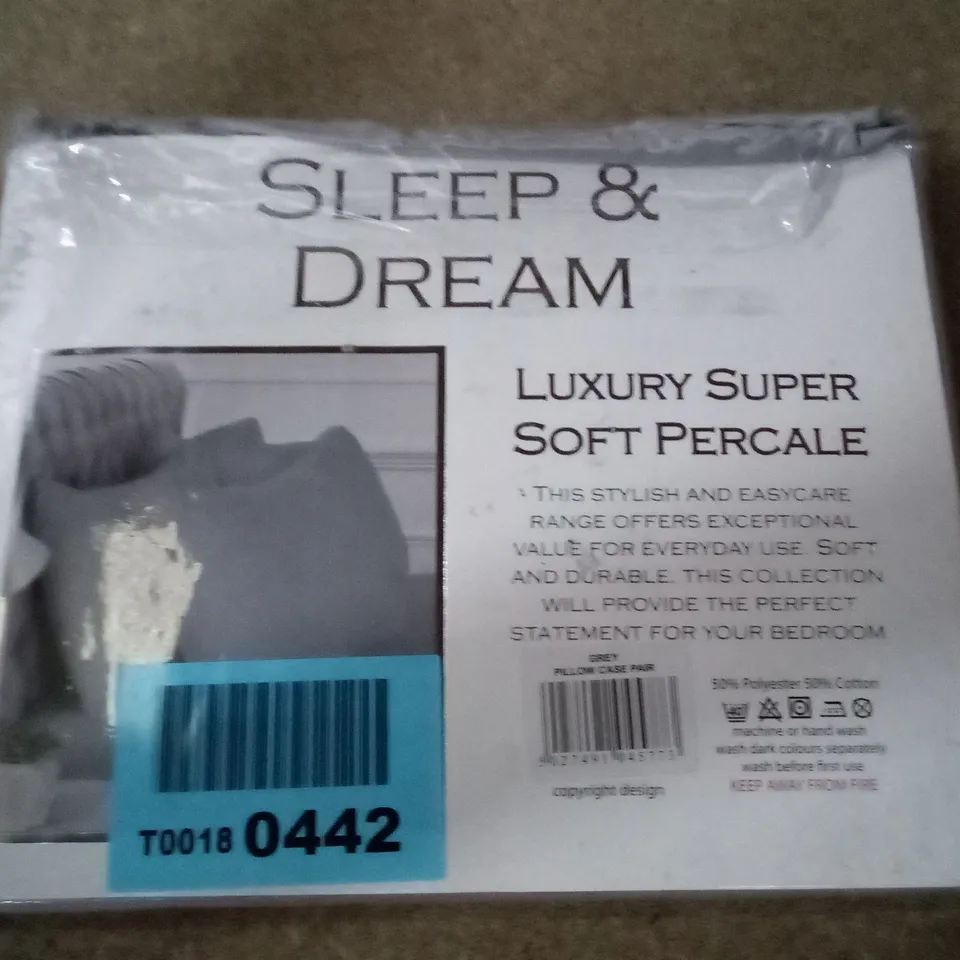 SLEEP &
DREAM
LUXURY SUPER
SOFT PERCALE
THIS STYLISH AND EASYCARE
RANGE OFFERS EXCEPTIONAL
VALUE FOR EVERYDAY USE. SOFT
AND DURABLE. THIS COLLECTION
WILL PROVIDE THE PERFECT
STATEMENT FOR YOUR BEDROOM
GREY
PILLOW CASE PAIR
50% Polyester 50% Cotton
40
machine or hand wash
wash dark colours separately
wash before first use
KEEP AWAY FROM FIRE
copyright design
T0018 0442